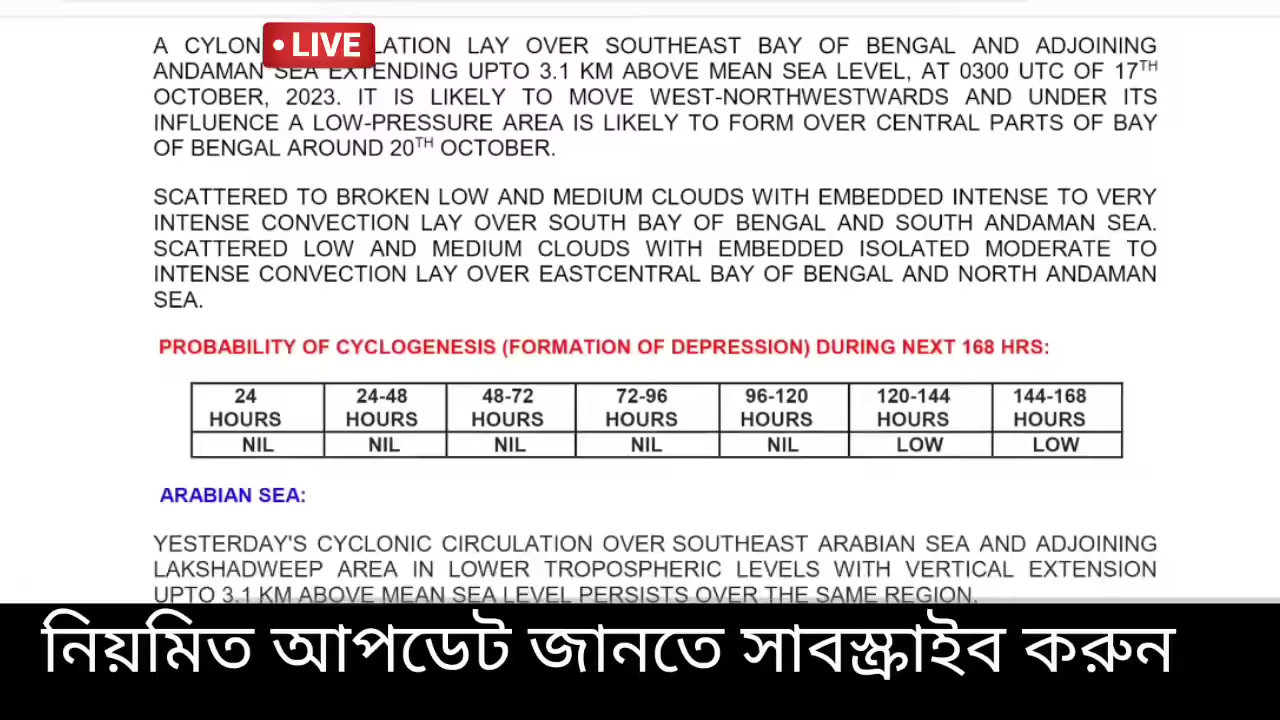 A CYLON
• LIVE
LATION LAY OVER SOUTHEAST BAY OF BENGAL AND ADJOINING
ANDAMAN SEA EXTENDING UPTO 3.1 KM ABOVE MEAN SEA LEVEL, AT 0300 UTC OF 17TH
OCTOBER, 2023. IT IS LIKELY TO MOVE WEST-NORTHWESTWARDS AND UNDER ITS
INFLUENCE A LOW-PRESSURE AREA IS LIKELY TO FORM OVER CENTRAL PARTS OF BAY
OF BENGAL AROUND 20TH OCTOBER.
SCATTERED TO BROKEN LOW AND MEDIUM CLOUDS WITH EMBEDDED INTENSE TO VERY
INTENSE CONVECTION LAY OVER SOUTH BAY OF BENGAL AND SOUTH ANDAMAN SEA.
SCATTERED LOW AND MEDIUM CLOUDS WITH EMBEDDED ISOLATED MODERATE TO
INTENSE CONVECTION LAY OVER EASTCENTRAL BAY OF BENGAL AND NORTH ANDAMAN
SEA.
PROBABILITY OF CYCLOGENESIS (FORMATION OF DEPRESSION) DURING NEXT 168 HRS:
24 24-48 48-72 72-96 96-120 120-144 144-168
HOURS HOURS HOURS HOURS HOURS HOURS HOURS
NIL NIL NIL NIL NIL LOW LOW
ARABIAN SEA:
YESTERDAY'S CYCLONIC CIRCULATION OVER SOUTHEAST ARABIAN SEA AND ADJOINING
LAKSHADWEEP AREA IN LOWER TROPOSPHERIC LEVELS WITH VERTICAL EXTENSION
UPTO 3.1 KM ABOVE MEAN SEA LEVEL PERSISTS OVER THE SAME REGION.
নিয়মিত আপডেট জানতে সাবস্ক্রাইব করুন